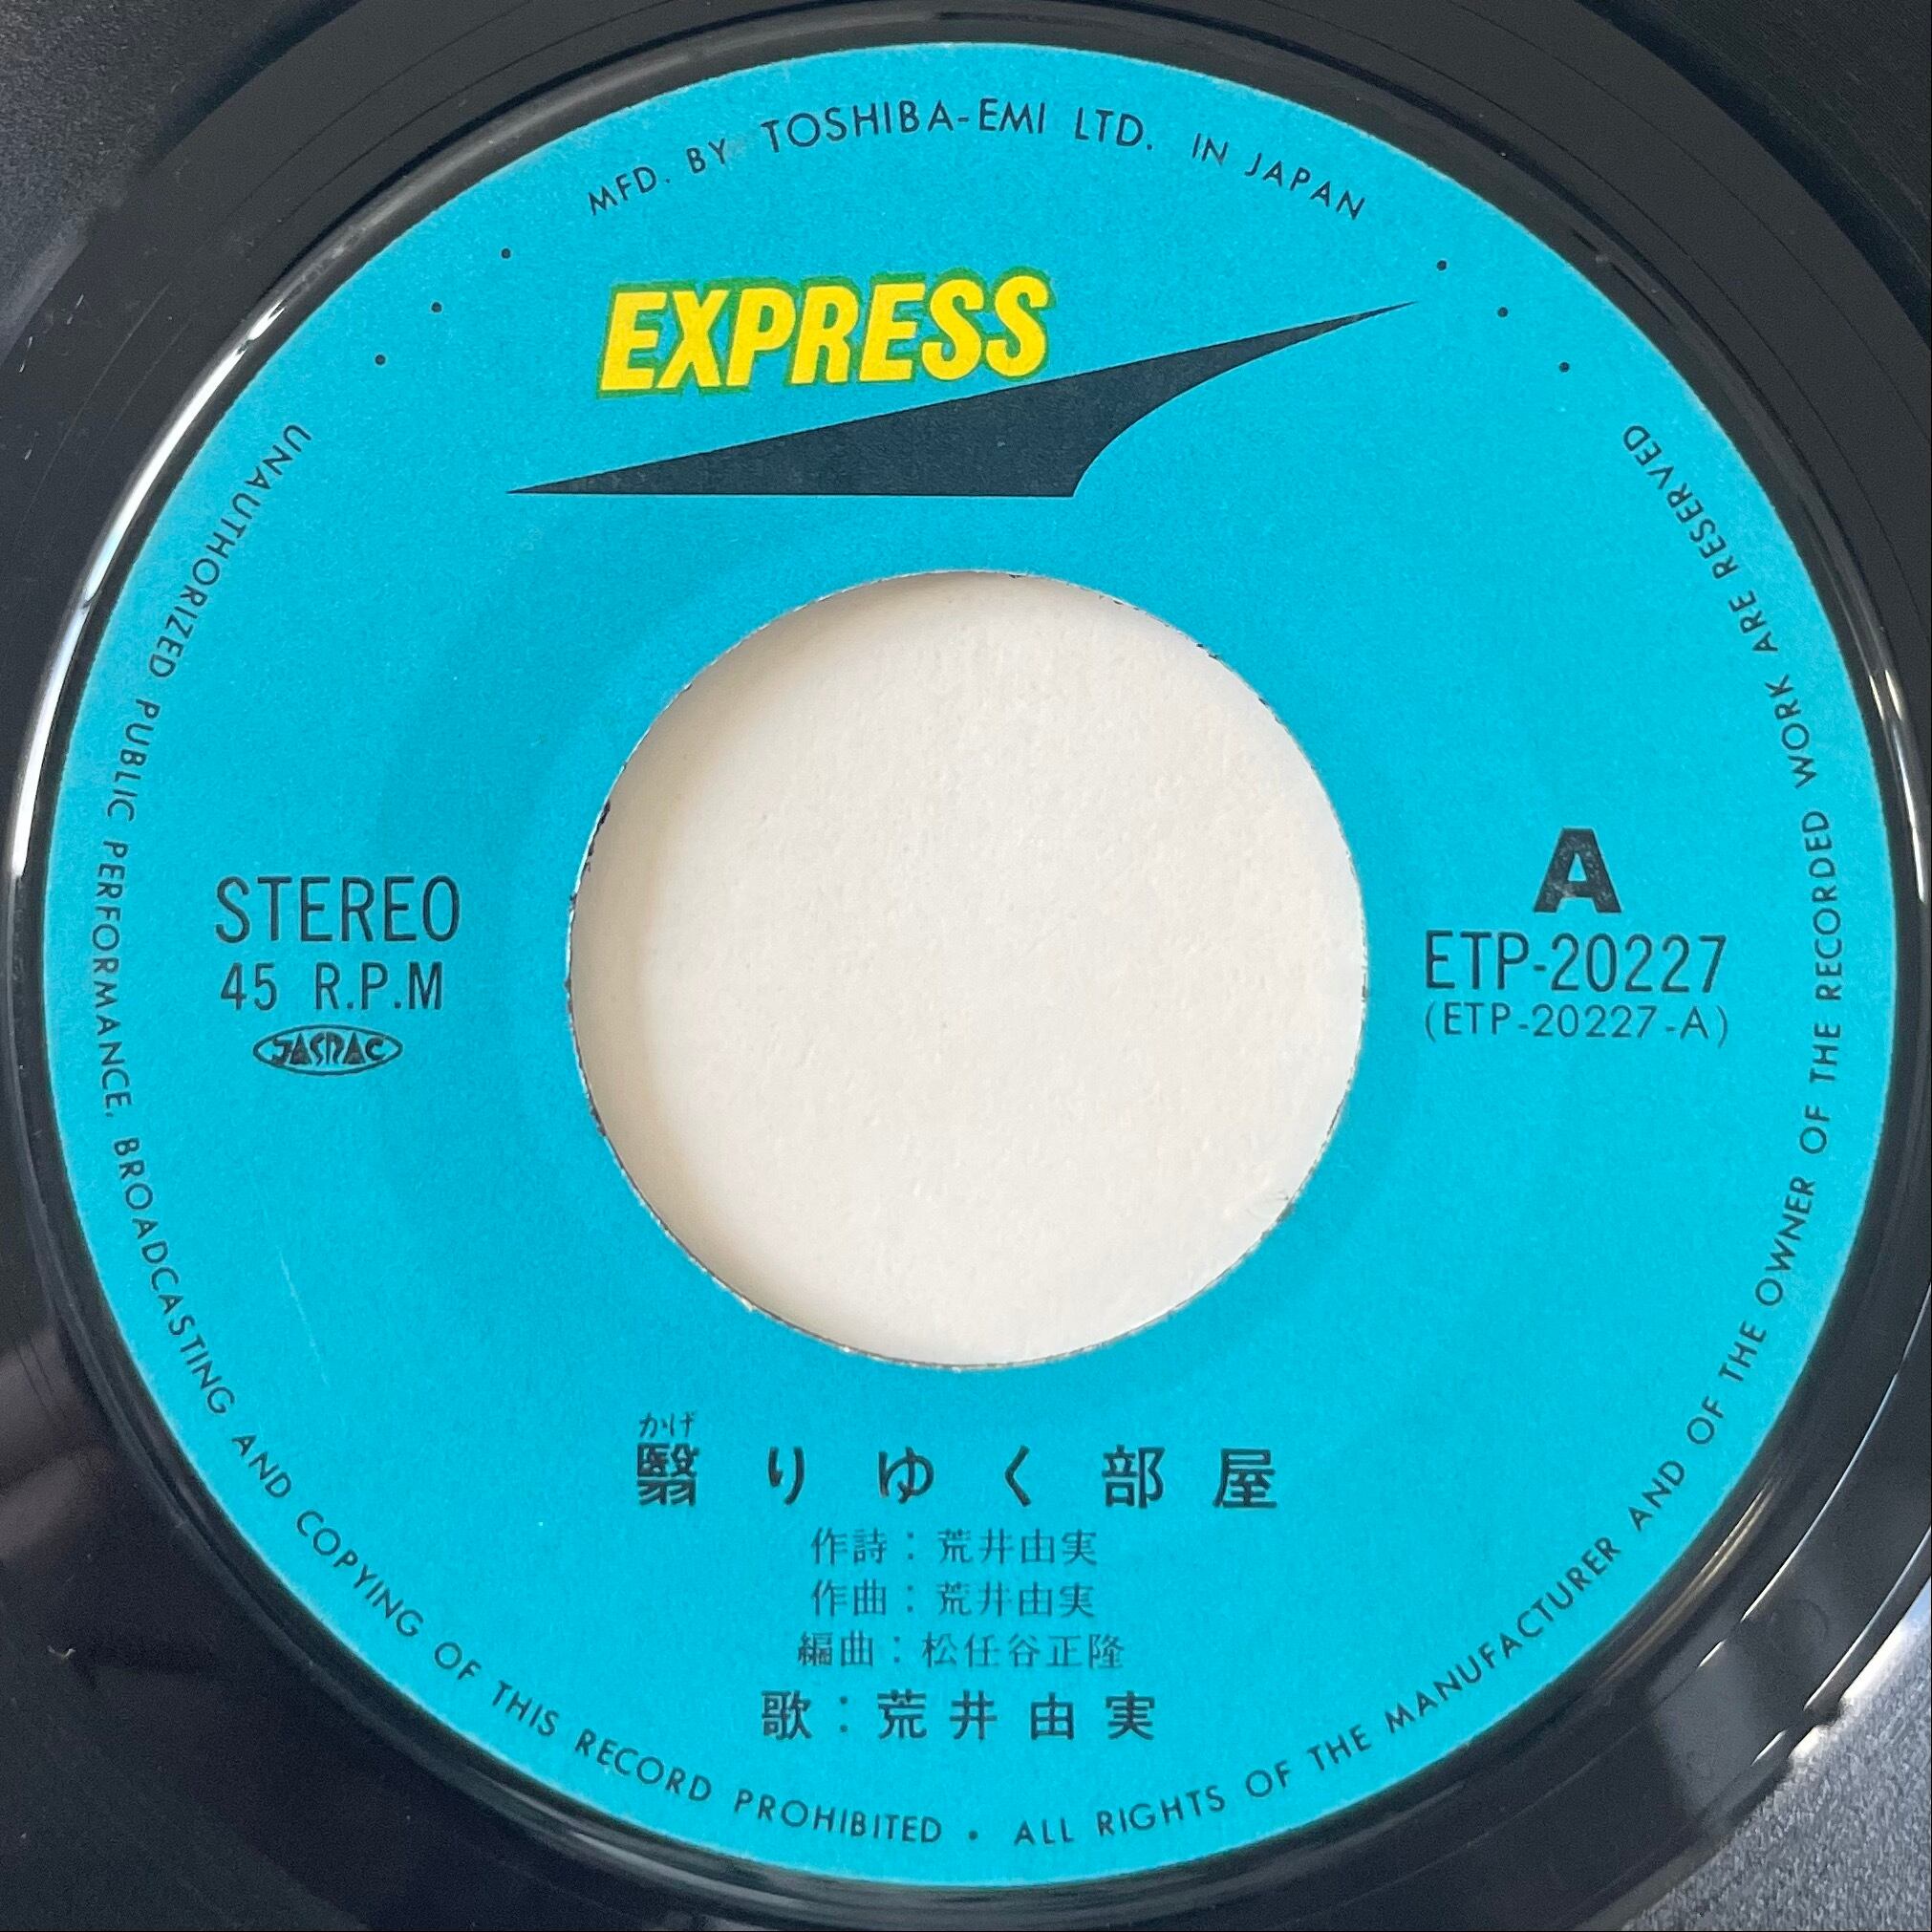 MFD. BY TOSHIBA-EMI LTD. IN JAPAN
EXPRESS
STEREO
45 R.P.M
JASRAC
A
ETP-20227
(ETP-20227-A)
かげ
翳りゆく部屋
作詩：荒井由実
作曲：荒井由実
編曲：松任谷正隆
歌：荒井由実
UNAUTHORIZED PUBLIC PERFORMANCE, BROADCASTING AND COPYING OF THIS RECORD PROHIBITED • ALL RIGHTS OF THE MANUFACTURER AND OF THE OWNER OF THE RECORDED WORK ARE RESERVED